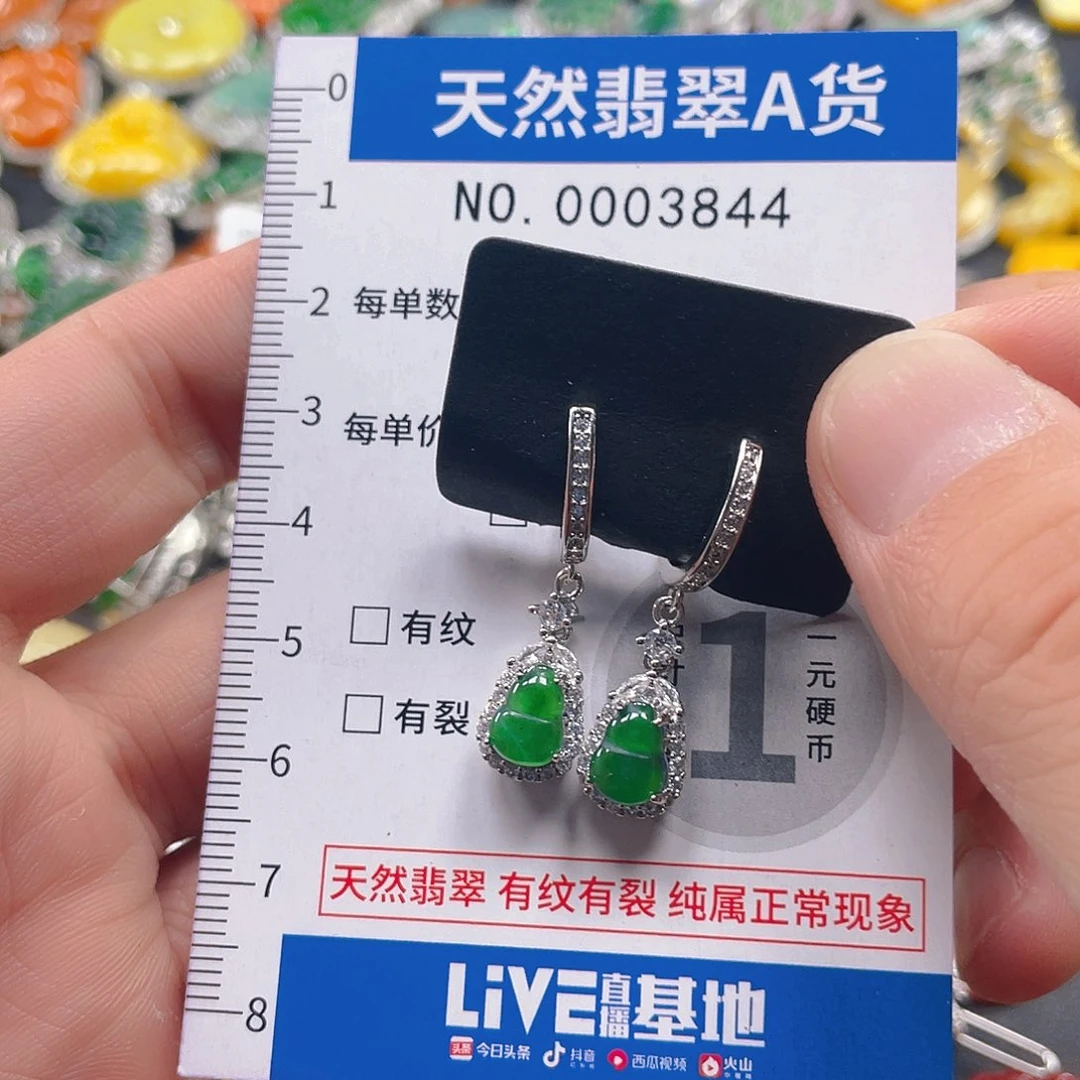 天然翡翠A货
NO. 0003844
0
1
2
3
4
5
6
7
8
每单数
每单价
有纹
有裂
1
一元硬币
天然翡翠 有纹有裂 纯属正常现象
LiVE直播基地
头条 今日头条 抖音 西瓜视频 火山